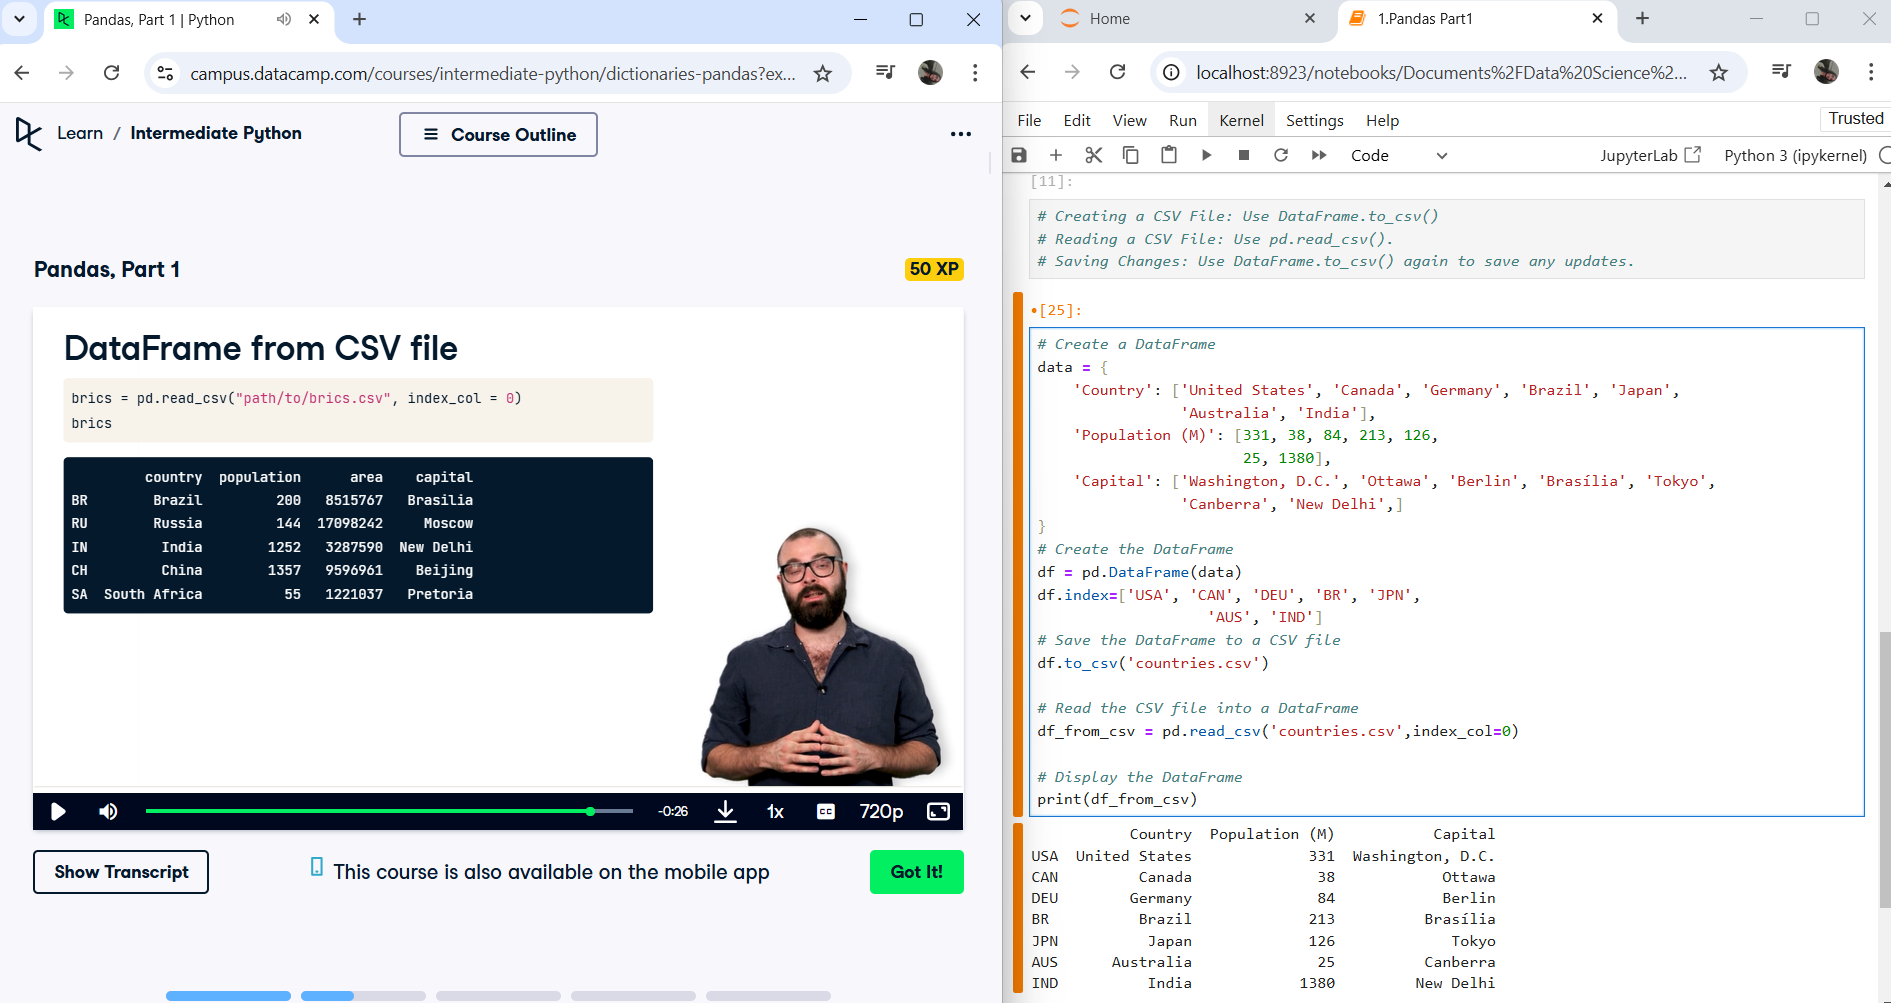 Pandas, Part 1 | Python
campus.datacamp.com/courses/intermediate-python/dictionaries-pandas?ex...
Learn / Intermediate Python
Course Outline
Pandas, Part 1
50 XP
DataFrame from CSV file
brics = pd.read_csv("path/to/brics.csv", index_col = 0)
brics
country population area capital
BR Brazil 200 8515767 Brasilia
RU Russia 144 17098242 Moscow
IN India 1252 3287590 New Delhi
CH China 1357 9596961 Beijing
SA South Africa 55 1221037 Pretoria
-0:26
1x
CC
720p
Show Transcript
This course is also available on the mobile app
Got It!
Home
1.Pandas Part1
localhost:8923/notebooks/Documents%2FData%20Science%2...
File Edit View Run Kernel Settings Help
Trusted
Code
JupyterLab
Python 3 (ipykernel)
[11]:
# Creating a CSV File: Use DataFrame.to_csv()
# Reading a CSV File: Use pd.read_csv().
# Saving Changes: Use DataFrame.to_csv() again to save any updates.
•[25]:
# Create a DataFrame
data = {
'Country': ['United States', 'Canada', 'Germany', 'Brazil', 'Japan',
'Australia', 'India'],
'Population (M)': [331, 38, 84, 213, 126,
25, 1380],
'Capital': ['Washington, D.C.', 'Ottawa', 'Berlin', 'Brasília', 'Tokyo',
'Canberra', 'New Delhi',]
}
# Create the DataFrame
df = pd.DataFrame(data)
df.index=['USA', 'CAN', 'DEU', 'BR', 'JPN',
'AUS', 'IND']
# Save the DataFrame to a CSV file
df.to_csv('countries.csv')
# Read the CSV file into a DataFrame
df_from_csv = pd.read_csv('countries.csv',index_col=0)
# Display the DataFrame
print(df_from_csv)
Country Population (M) Capital
USA United States 331 Washington, D.C.
CAN Canada 38 Ottawa
DEU Germany 84 Berlin
BR Brazil 213 Brasília
JPN Japan 126 Tokyo
AUS Australia 25 Canberra
IND India 1380 New Delhi